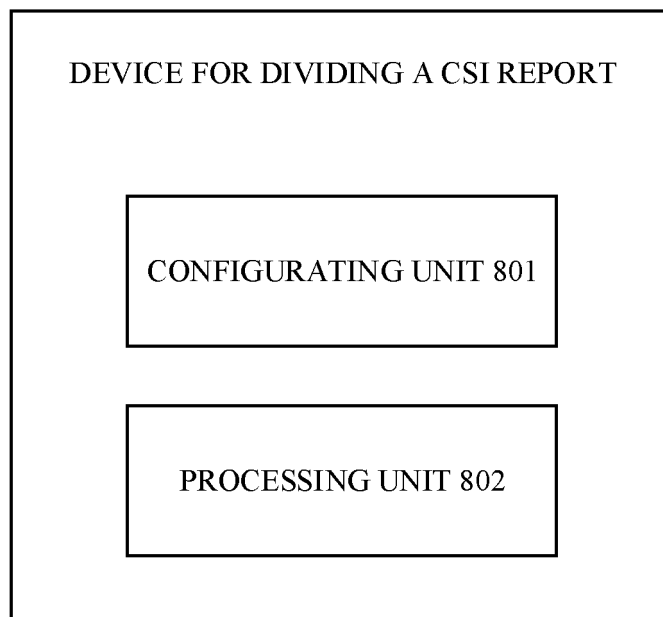 DEVICE FOR DIVIDING A CSI REPORT
CONFIGURATING UNIT 801
PROCESSING UNIT 802